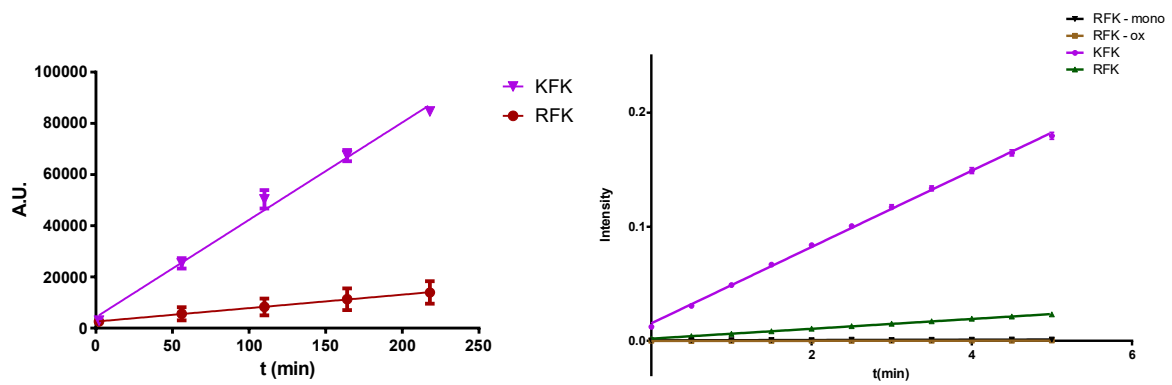 100000
80000
60000
40000
20000
0
A.U.
0 50 100 150 200 250
t (min)
KFK
RFK
RFK - mono
RFK - ox
KFK
RFK
0.2
0.1
0.0
Intensity
2 4 6
t(min)